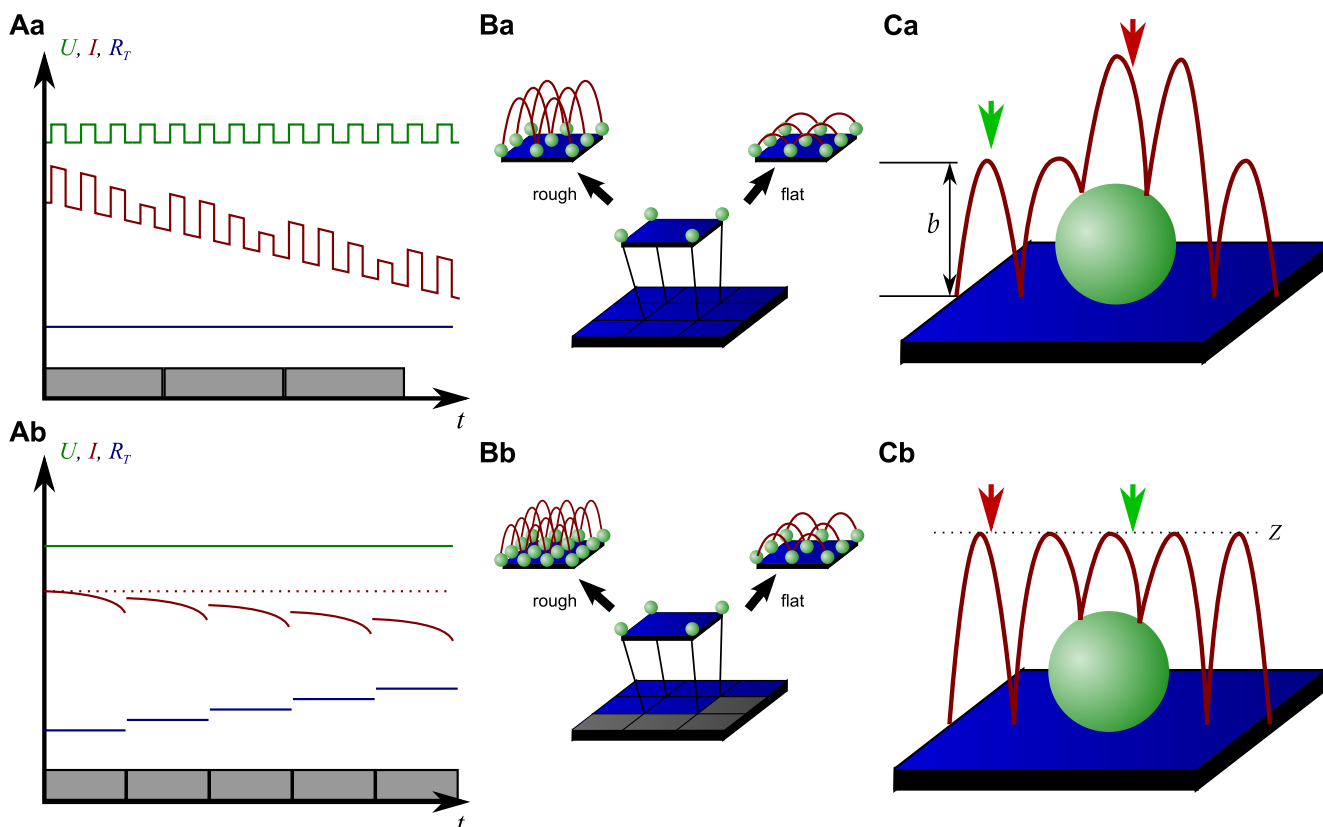 Aa
U, I, R_T
t
Ba
rough
flat
Ca
b
Ab
U, I, R_T
t
Bb
rough
flat
Cb
Z